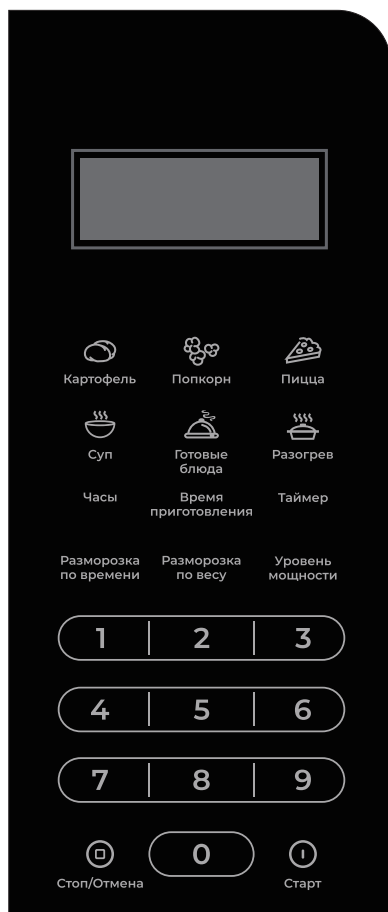 Картофель Попкорн Пицца
Суп Готовые блюда Разогрев
Часы Время приготовления Таймер
Разморозка по времени Разморозка по весу Уровень мощности
1 2 3
4 5 6
7 8 9
0
Стоп/Отмена Старт